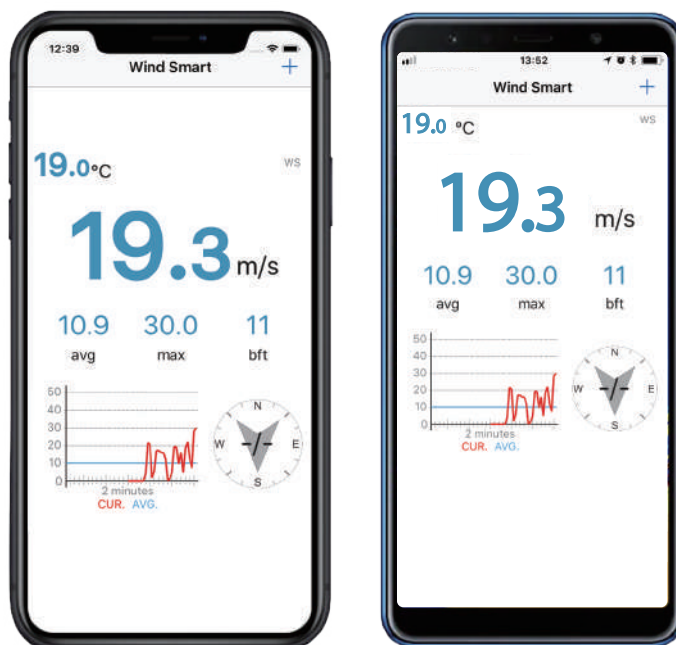 12:39
Wind Smart +
19.0°C
WS
19.3 m/s
10.9 30.0 11
avg max bft
50
40
30
20
10
0
2 minutes
CUR. AVG.
N
W E
S
13:52
Wind Smart +
19.0 °C
WS
19.3 m/s
10.9 30.0 11
avg max bft
50
40
30
20
10
0
2 minutes
CUR. AVG.
N
W E
S